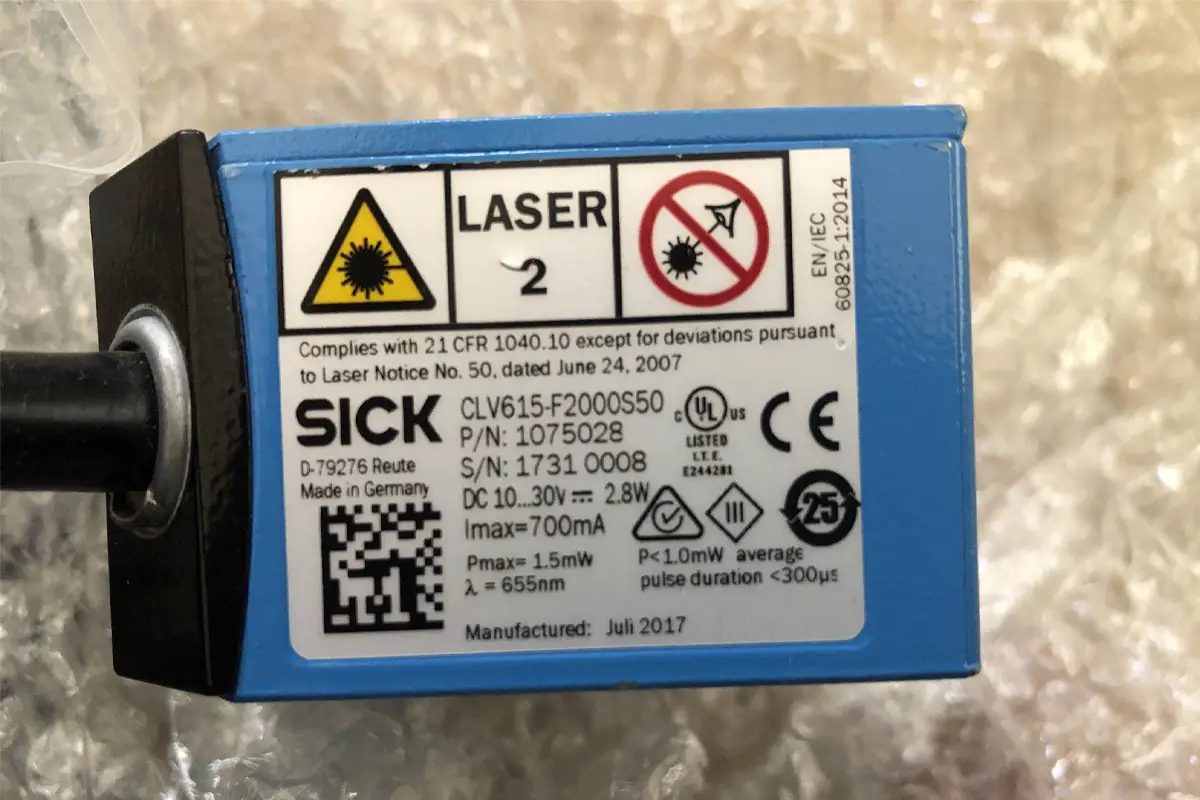 LASER
2
EN/IEC
60825-1:2014
Complies with 21 CFR 1040.10 except for deviations pursuant
to Laser Notice No. 50, dated June 24, 2007
SICK
D-79276 Reute
Made in Germany
CLV615-F2000S50
P/N: 1075028
S/N: 1731 0008
DC 10...30V ⎓ 2.8W
Imax=700mA
Pmax= 1.5mW
λ = 655nm
C UL US
LISTED
I.T.E.
E244281
CE
25
P<1.0mW average
pulse duration <300µs
Manufactured: Juli 2017